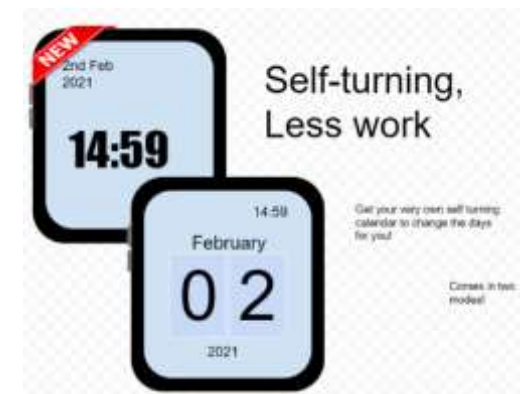 NEW
2nd Feb
2021
14:59
Self-turning,
Less work
14:59
February
0 2
2021
Get your very own self turning
calendar to change the days
for you!
Comes in two
modes!